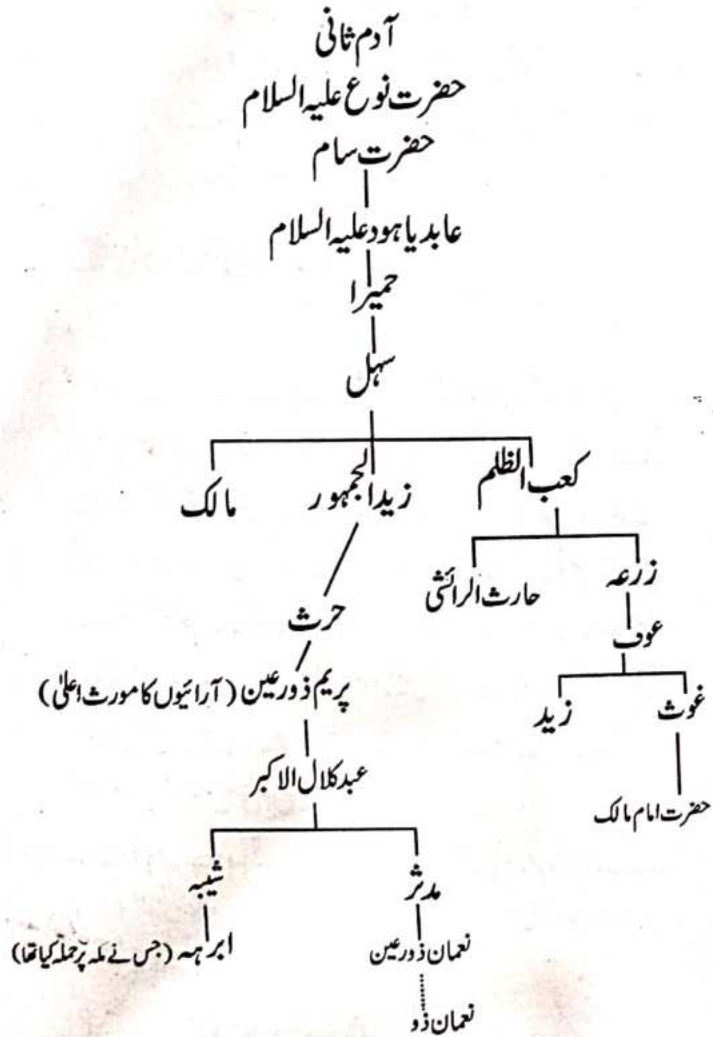 آدم ثانی
حضرت نوع علیہ السلام
حضرت سام
عابد یا ہود علیہ السلام
حمیرا
سہل
کعب الظلم
زید الجمہور
مالک
زرعہ
حارث الرائشی
حرث
عوف
پریم ذورعین (آرائیوں کا مورث اعلیٰ)
غوث
زید
عبد کلال الاکبر
حضرت امام مالک
مدثر
شیبہ
نعمان ذورعین
ابرہہ (جس نے مکہ پر حملہ کیا تھا)
نعمان ذو